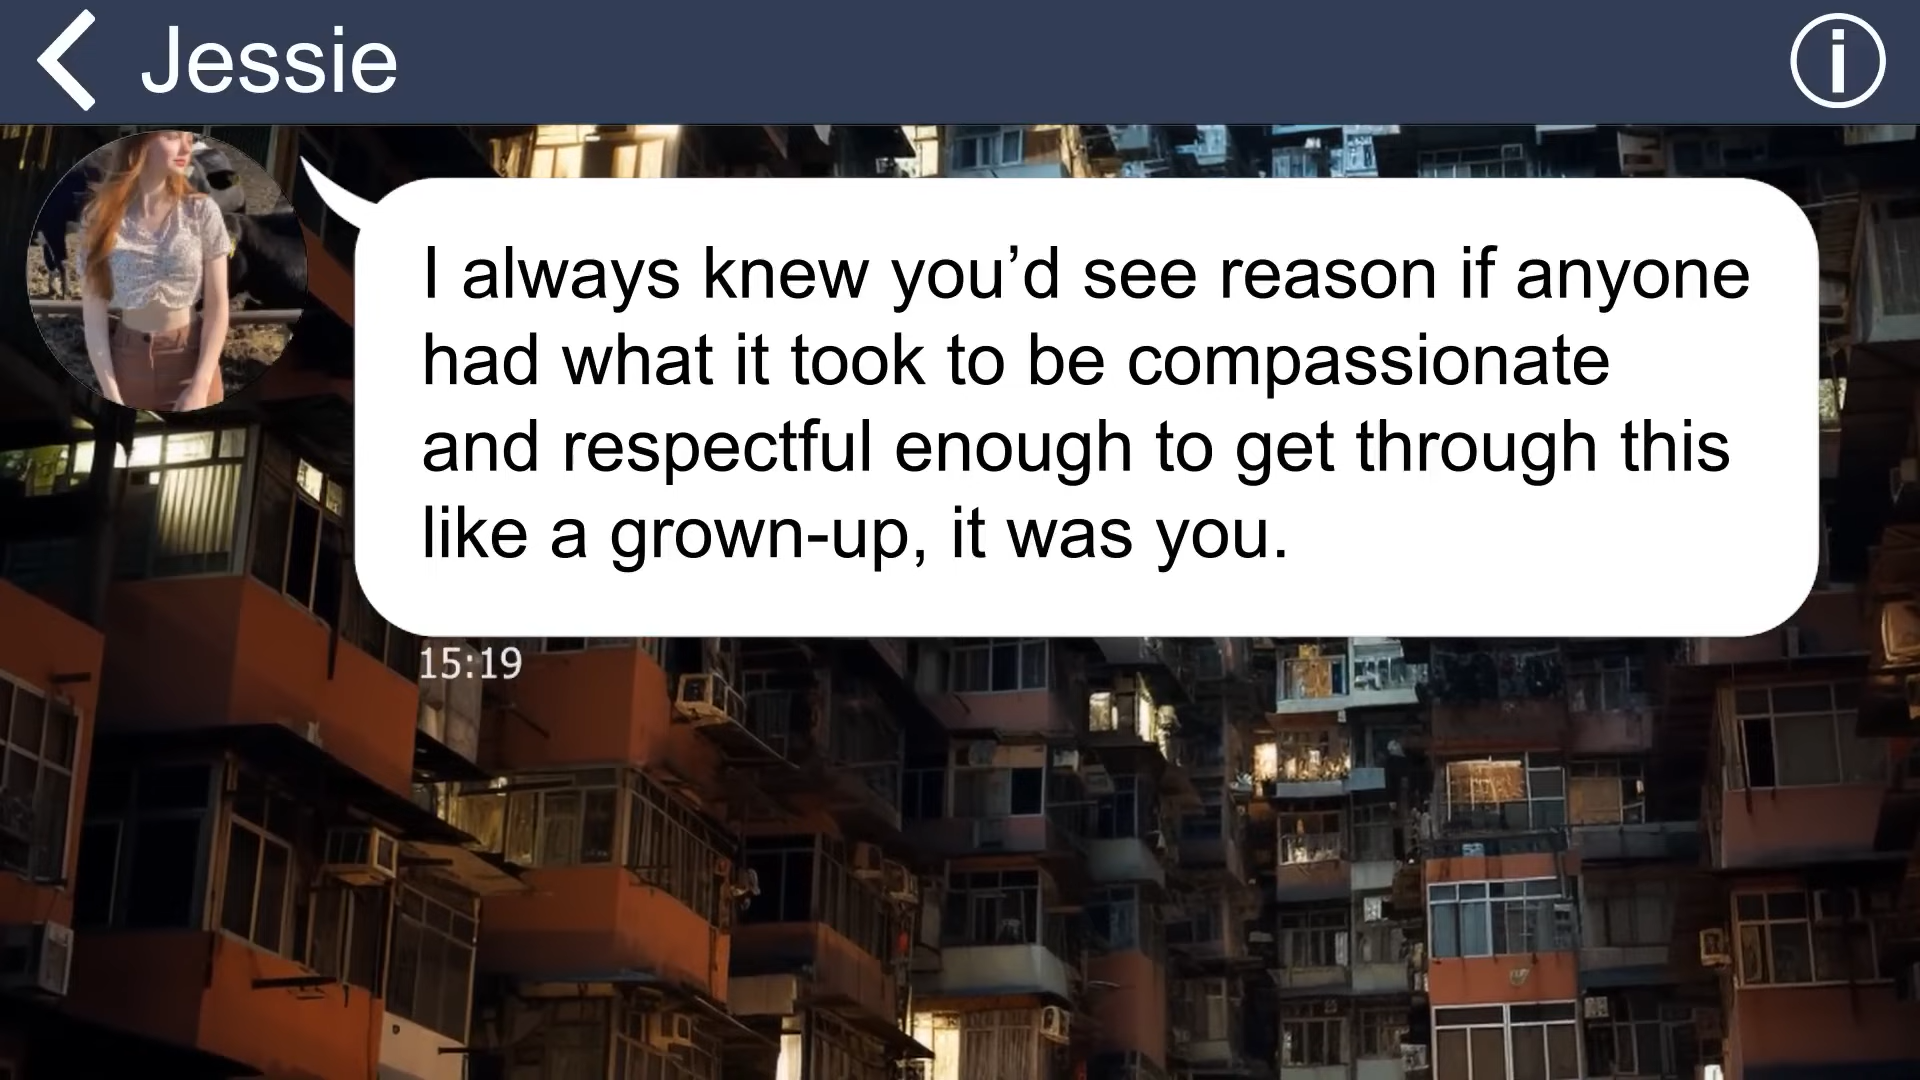 Jessie
I always knew you’d see reason if anyone
had what it took to be compassionate
and respectful enough to get through this
like a grown-up, it was you.
15:19